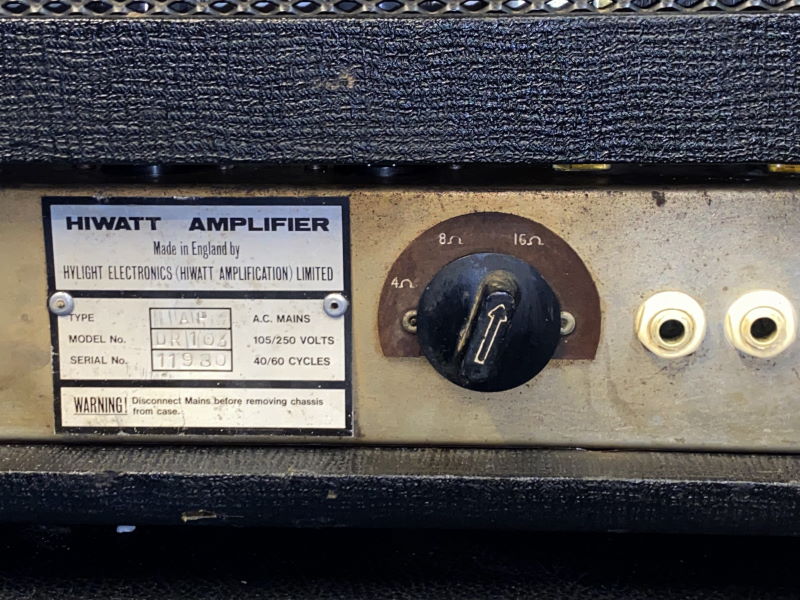 HIWATT AMPLIFIER
Made in England by
HYLIGHT ELECTRONICS (HIWATT AMPLIFICATION) LIMITED
TYPE A.P. A.C. MAINS
MODEL No. DR 103 105/250 VOLTS
SERIAL No. 11980 40/60 CYCLES
WARNING! Disconnect Mains before removing chassis
from case.
4Ω
8Ω
16Ω